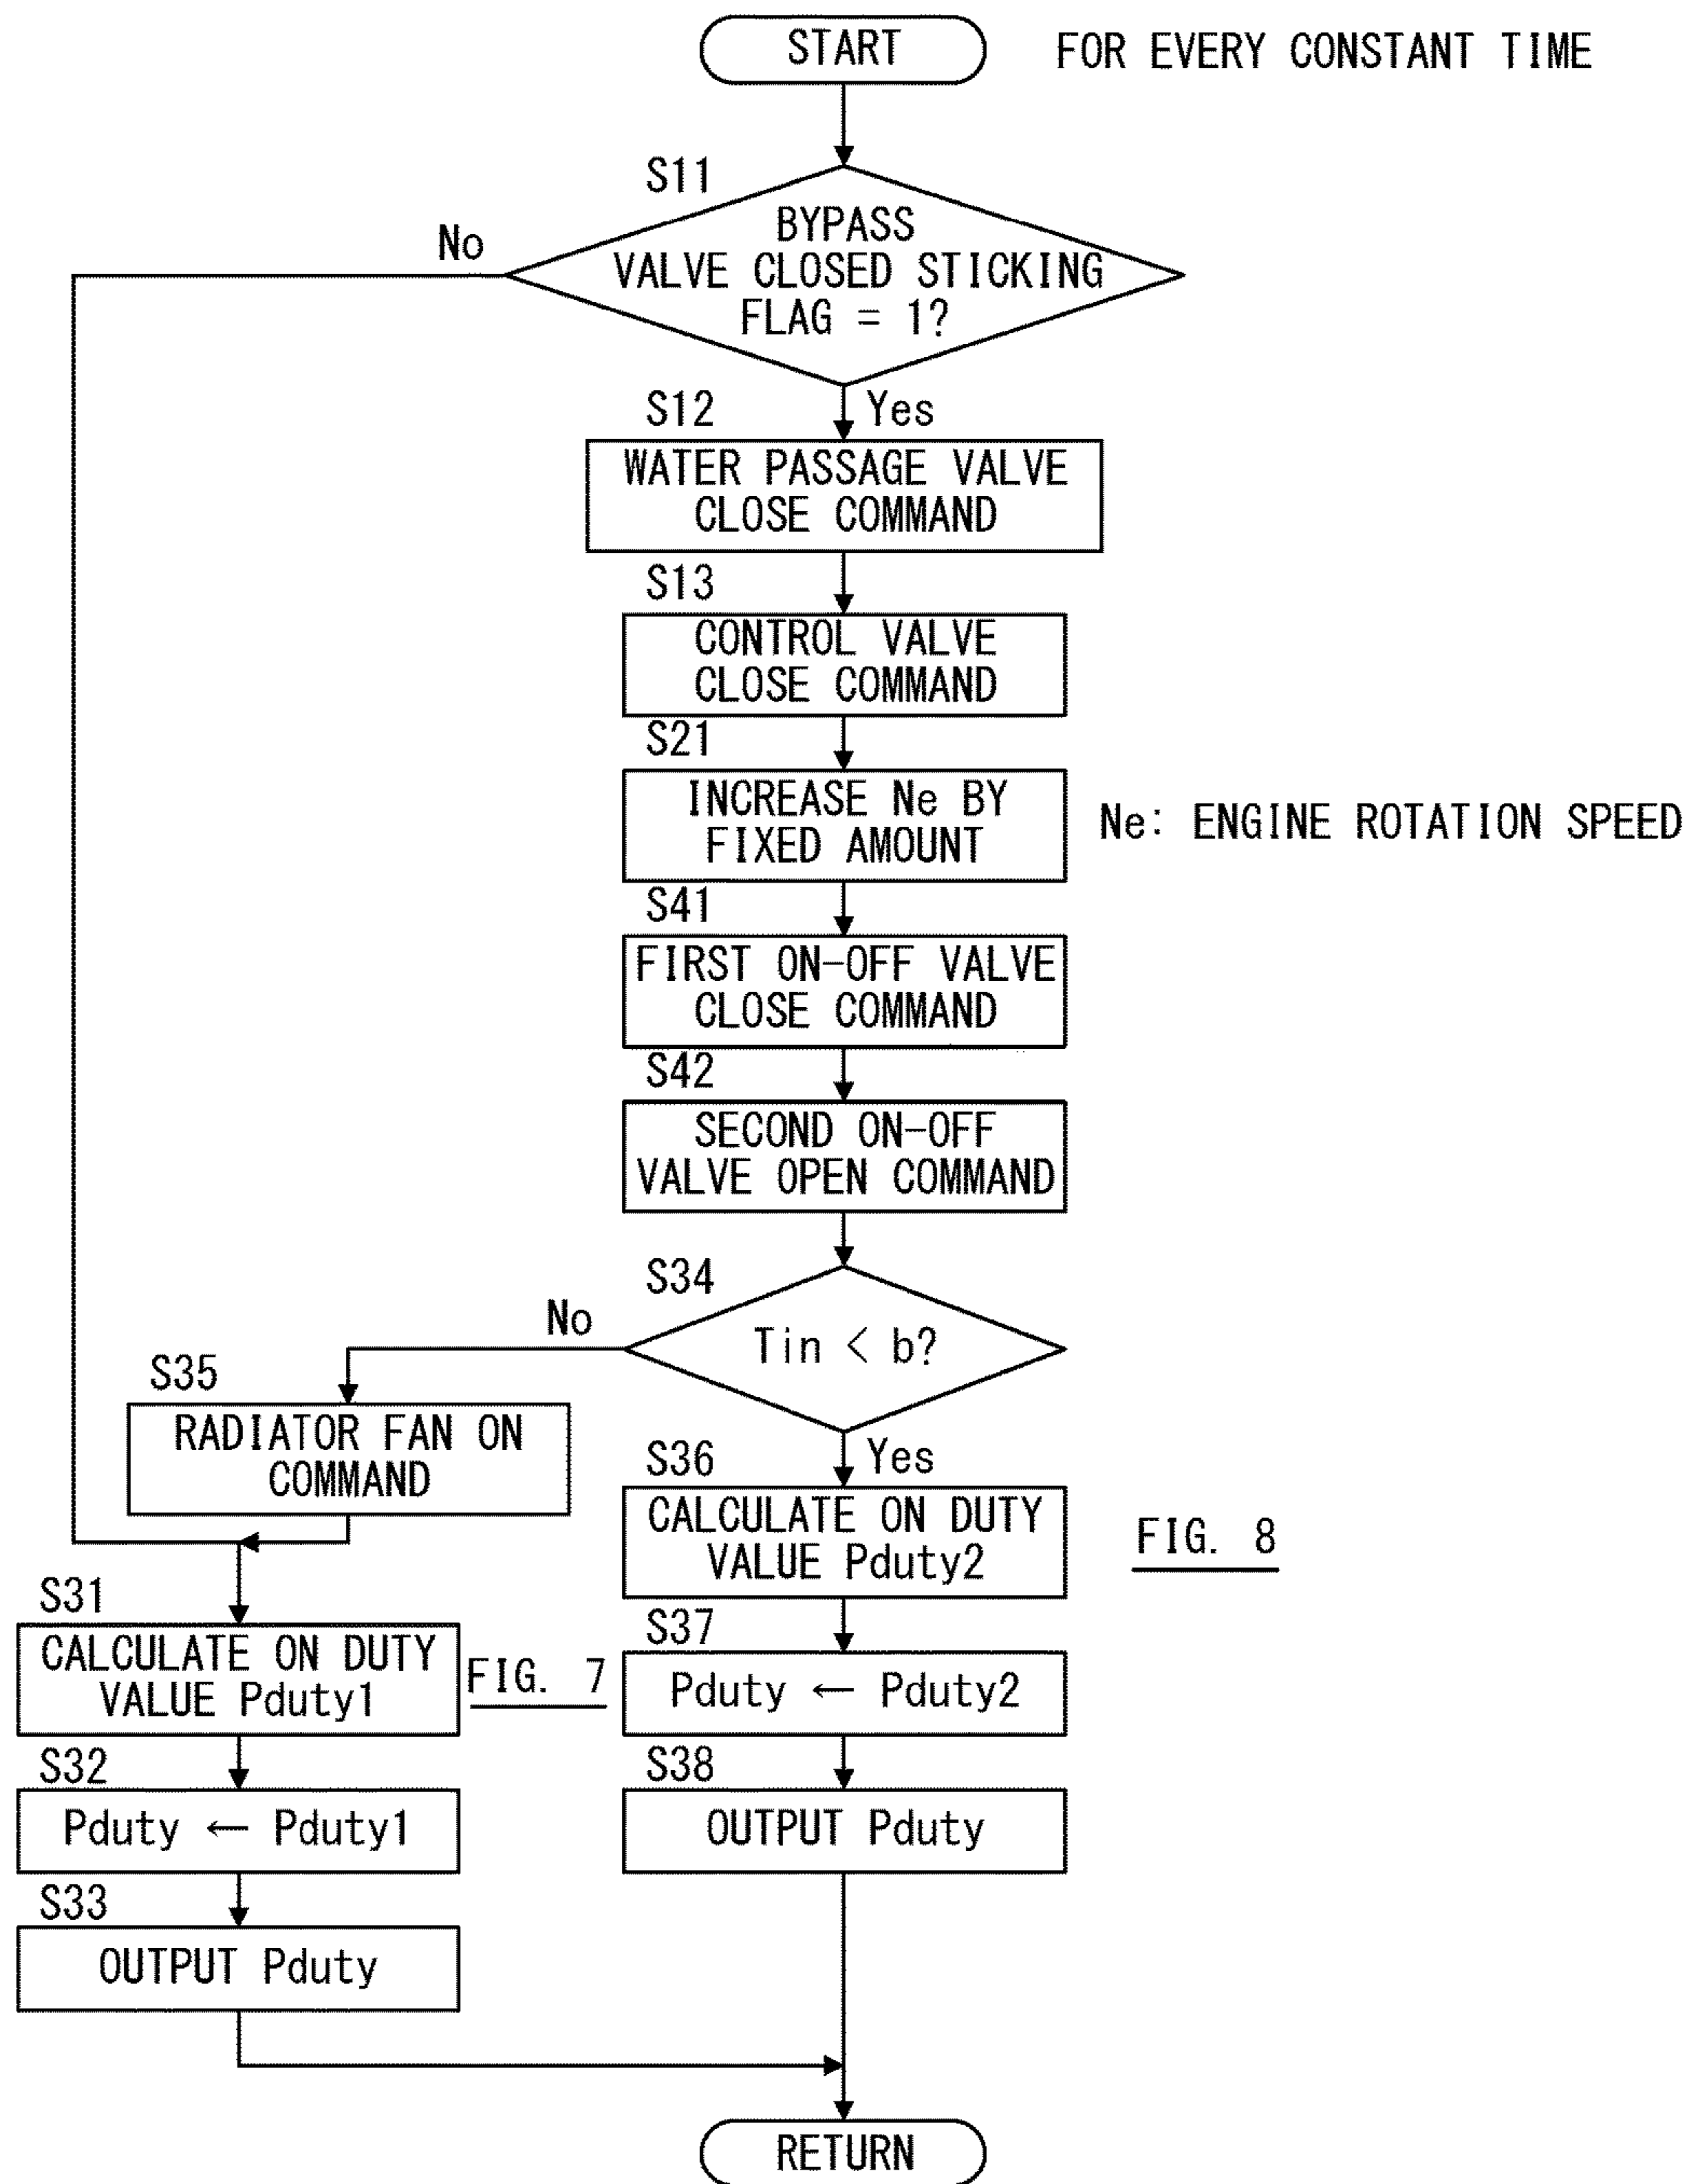 START
FOR EVERY CONSTANT TIME
S11
BYPASS
VALVE CLOSED STICKING
FLAG = 1?
No
Yes
S12
WATER PASSAGE VALVE
CLOSE COMMAND
S13
CONTROL VALVE
CLOSE COMMAND
S21
INCREASE Ne BY
FIXED AMOUNT
Ne: ENGINE ROTATION SPEED
S41
FIRST ON-OFF VALVE
CLOSE COMMAND
S42
SECOND ON-OFF
VALVE OPEN COMMAND
S34
Tin < b?
No
Yes
S35
RADIATOR FAN ON
COMMAND
S36
CALCULATE ON DUTY
VALUE Pduty2
FIG. 8
S31
CALCULATE ON DUTY
VALUE Pduty1
FIG. 7
S37
Pduty ← Pduty2
S32
Pduty ← Pduty1
S38
OUTPUT Pduty
S33
OUTPUT Pduty
RETURN